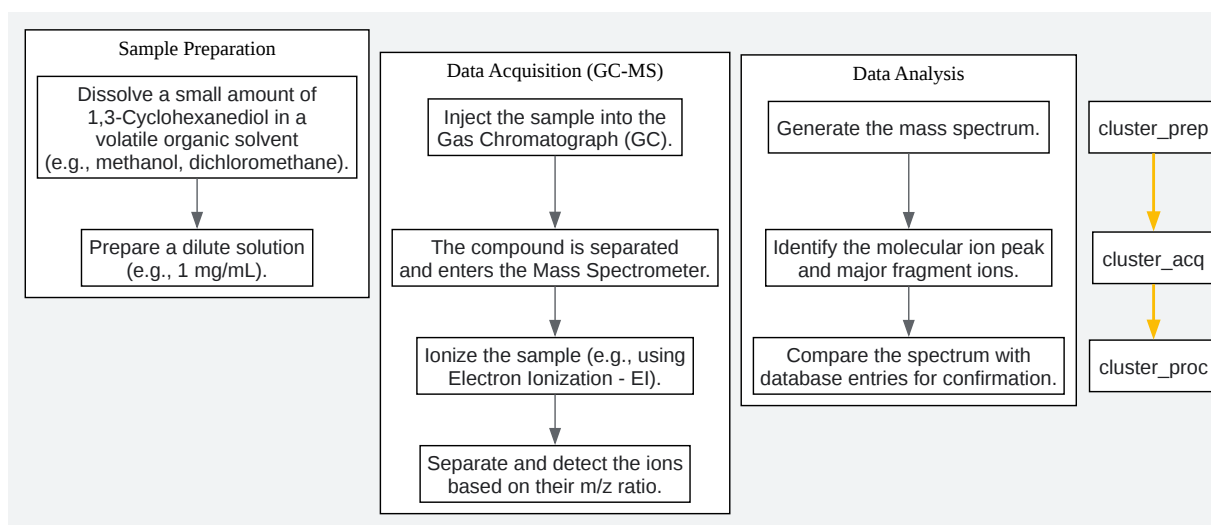 Sample Preparation
Dissolve a small amount of
1,3-Cyclohexanediol in a
volatile organic solvent
(e.g., methanol, dichloromethane).
Prepare a dilute solution
(e.g., 1 mg/mL).
Data Acquisition (GC-MS)
Inject the sample into the
Gas Chromatograph (GC).
The compound is separated
and enters the Mass Spectrometer.
Ionize the sample (e.g., using
Electron Ionization - EI).
Separate and detect the ions
based on their m/z ratio.
Data Analysis
Generate the mass spectrum.
Identify the molecular ion peak
and major fragment ions.
Compare the spectrum with
database entries for confirmation.
cluster_prep
cluster_acq
cluster_proc